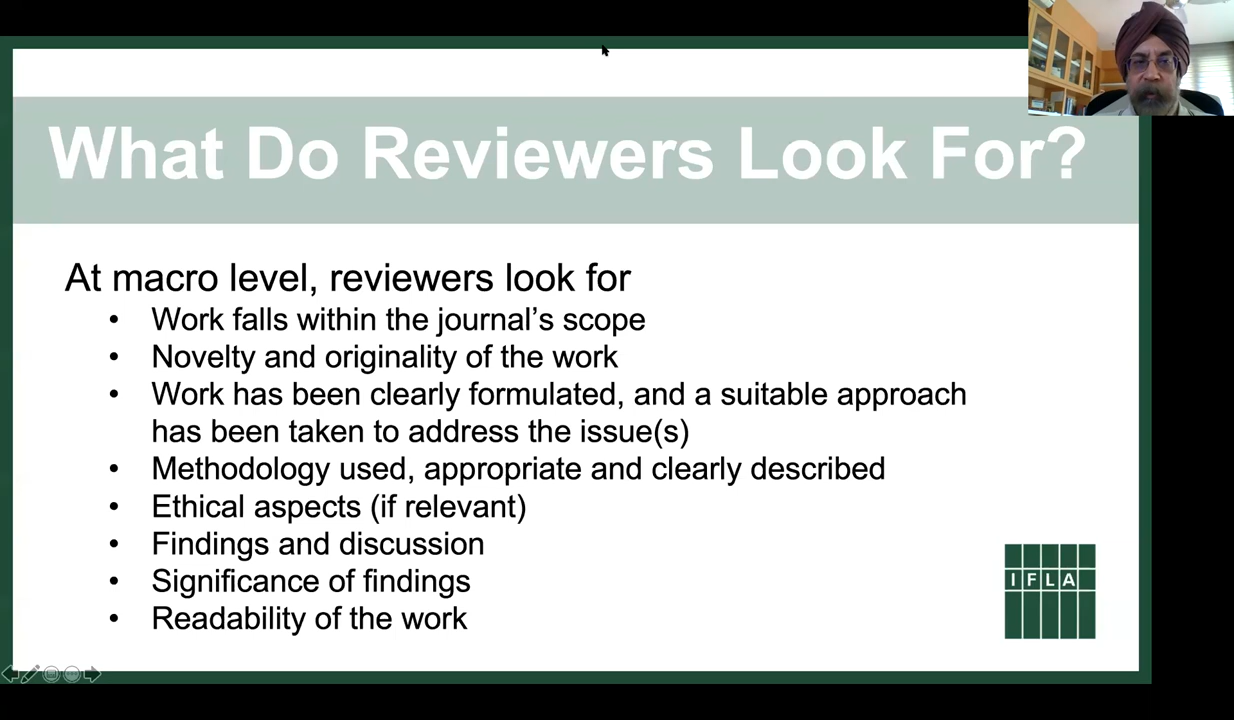 What Do Reviewers Look For?
At macro level, reviewers look for
• Work falls within the journal’s scope
• Novelty and originality of the work
• Work has been clearly formulated, and a suitable approach
has been taken to address the issue(s)
• Methodology used, appropriate and clearly described
• Ethical aspects (if relevant)
• Findings and discussion
• Significance of findings
• Readability of the work
IFLA